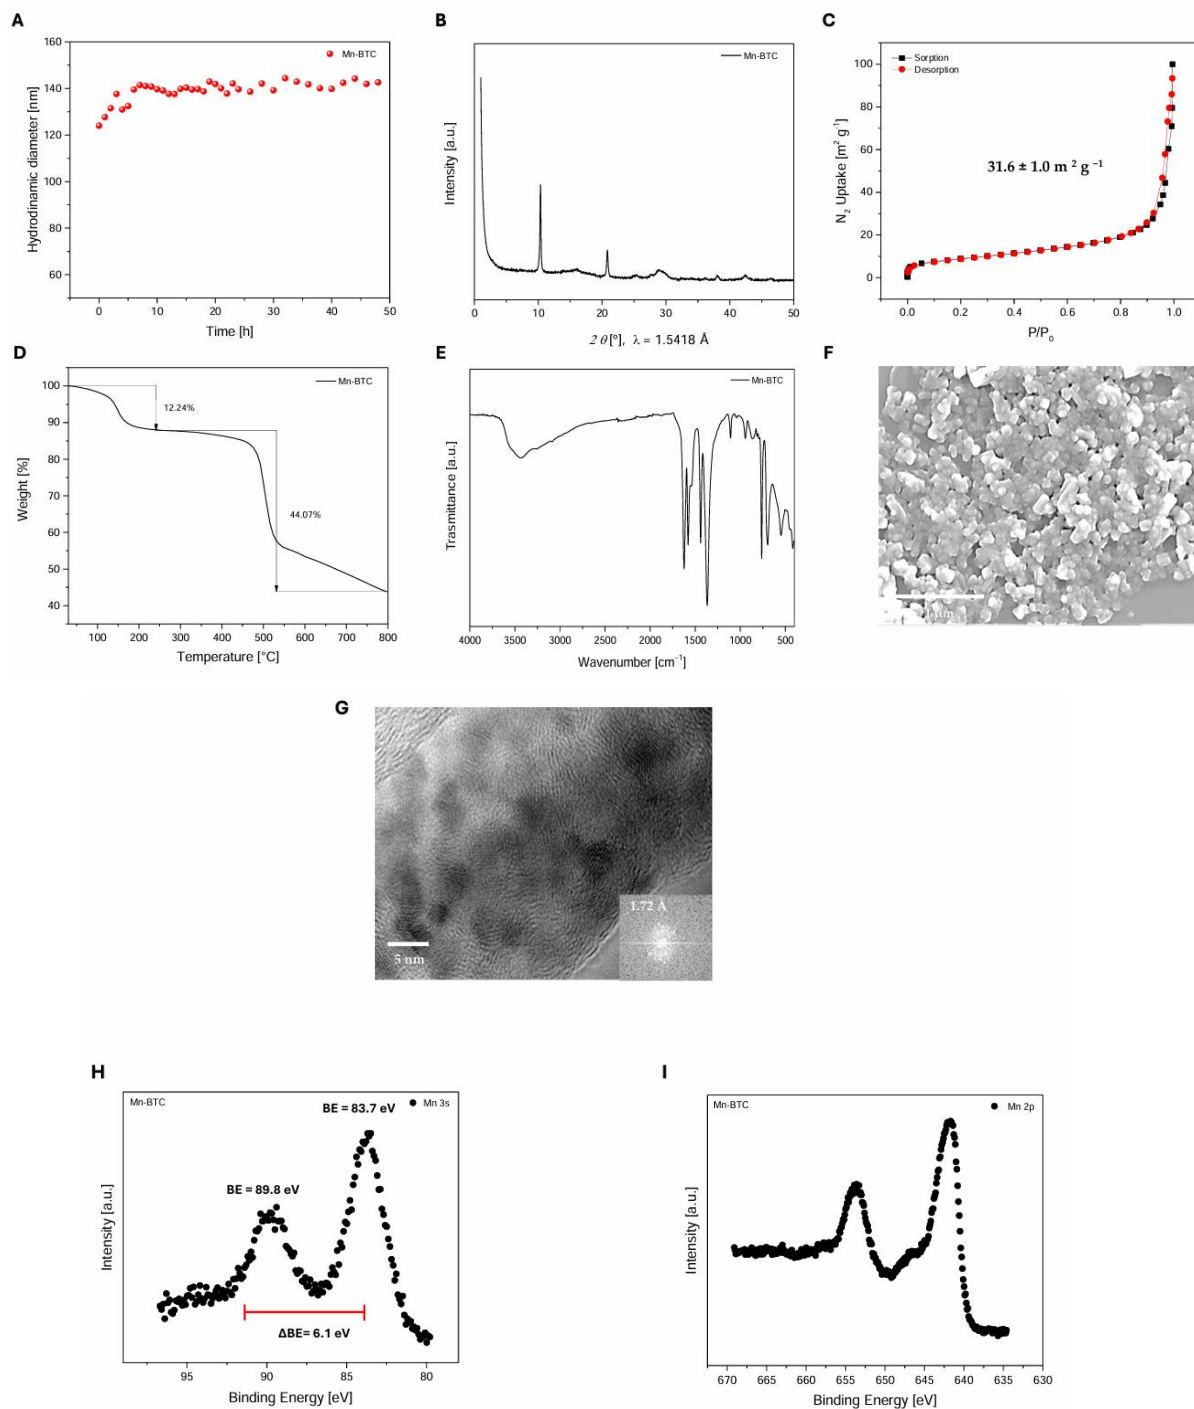 A
Mn-BTC
Hydrodinamic diameter [nm]
160
140
120
100
80
60
0 10 20 30 40 50
Time [h]
B
Mn-BTC
Intensity [a.u.]
0 10 20 30 40 50
2 θ [º], λ = 1.5418 Å
C
Sorption
Desorption
N₂ Uptake [m² g⁻¹]
100
80
60
40
20
0
31.6 ± 1.0 m² g⁻¹
0.0 0.2 0.4 0.6 0.8 1.0
P/P₀
D
Mn-BTC
Weight [%]
100
90
80
70
60
50
40
12.24%
44.07%
100 200 300 400 500 600 700 800
Temperature [°C]
E
Mn-BTC
Trasmittance [a.u.]
4000 3500 3000 2500 2000 1500 1000 500
Wavenumber [cm⁻¹]
F
G
1.72 Å
5 nm
H
Mn-BTC
Mn 3s
BE = 83.7 eV
BE = 89.8 eV
ΔBE= 6.1 eV
Intensity [a.u.]
95 90 85 80
Binding Energy [eV]
I
Mn-BTC
Mn 2p
Intensity [a.u.]
670 665 660 655 650 645 640 635 630
Binding Energy [eV]